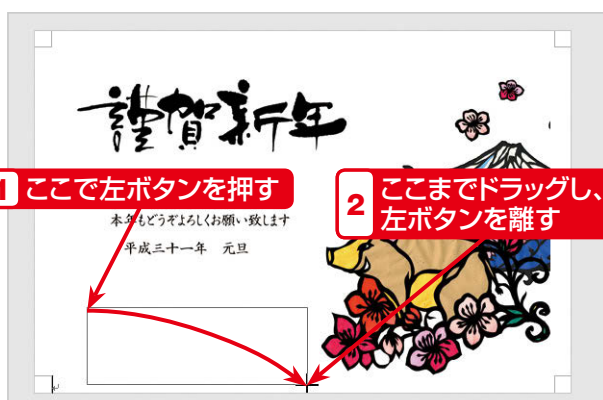 謹賀新年
1 ここで左ボタンを押す
2 ここまでドラッグし、
左ボタンを離す
本年もどうぞよろしくお願い致します
平成三十一年 元旦